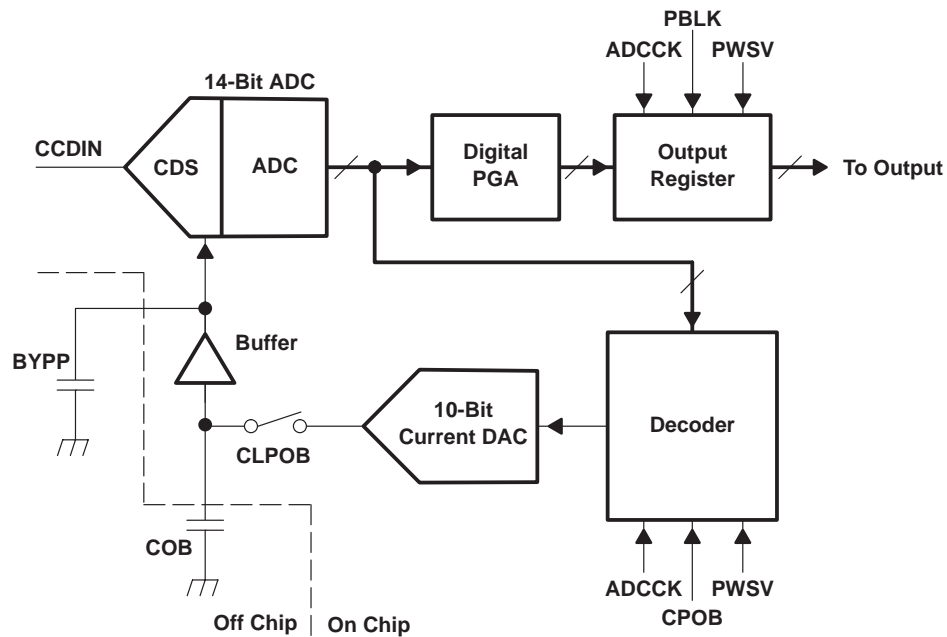 PBLK
ADCCK
PWSV
14-Bit ADC
CCDIN
CDS
ADC
Digital
PGA
Output
Register
To Output
BYPP
Buffer
10-Bit
Current DAC
Decoder
CLPOB
COB
ADCCK
PWSV
CPOB
Off Chip
On Chip